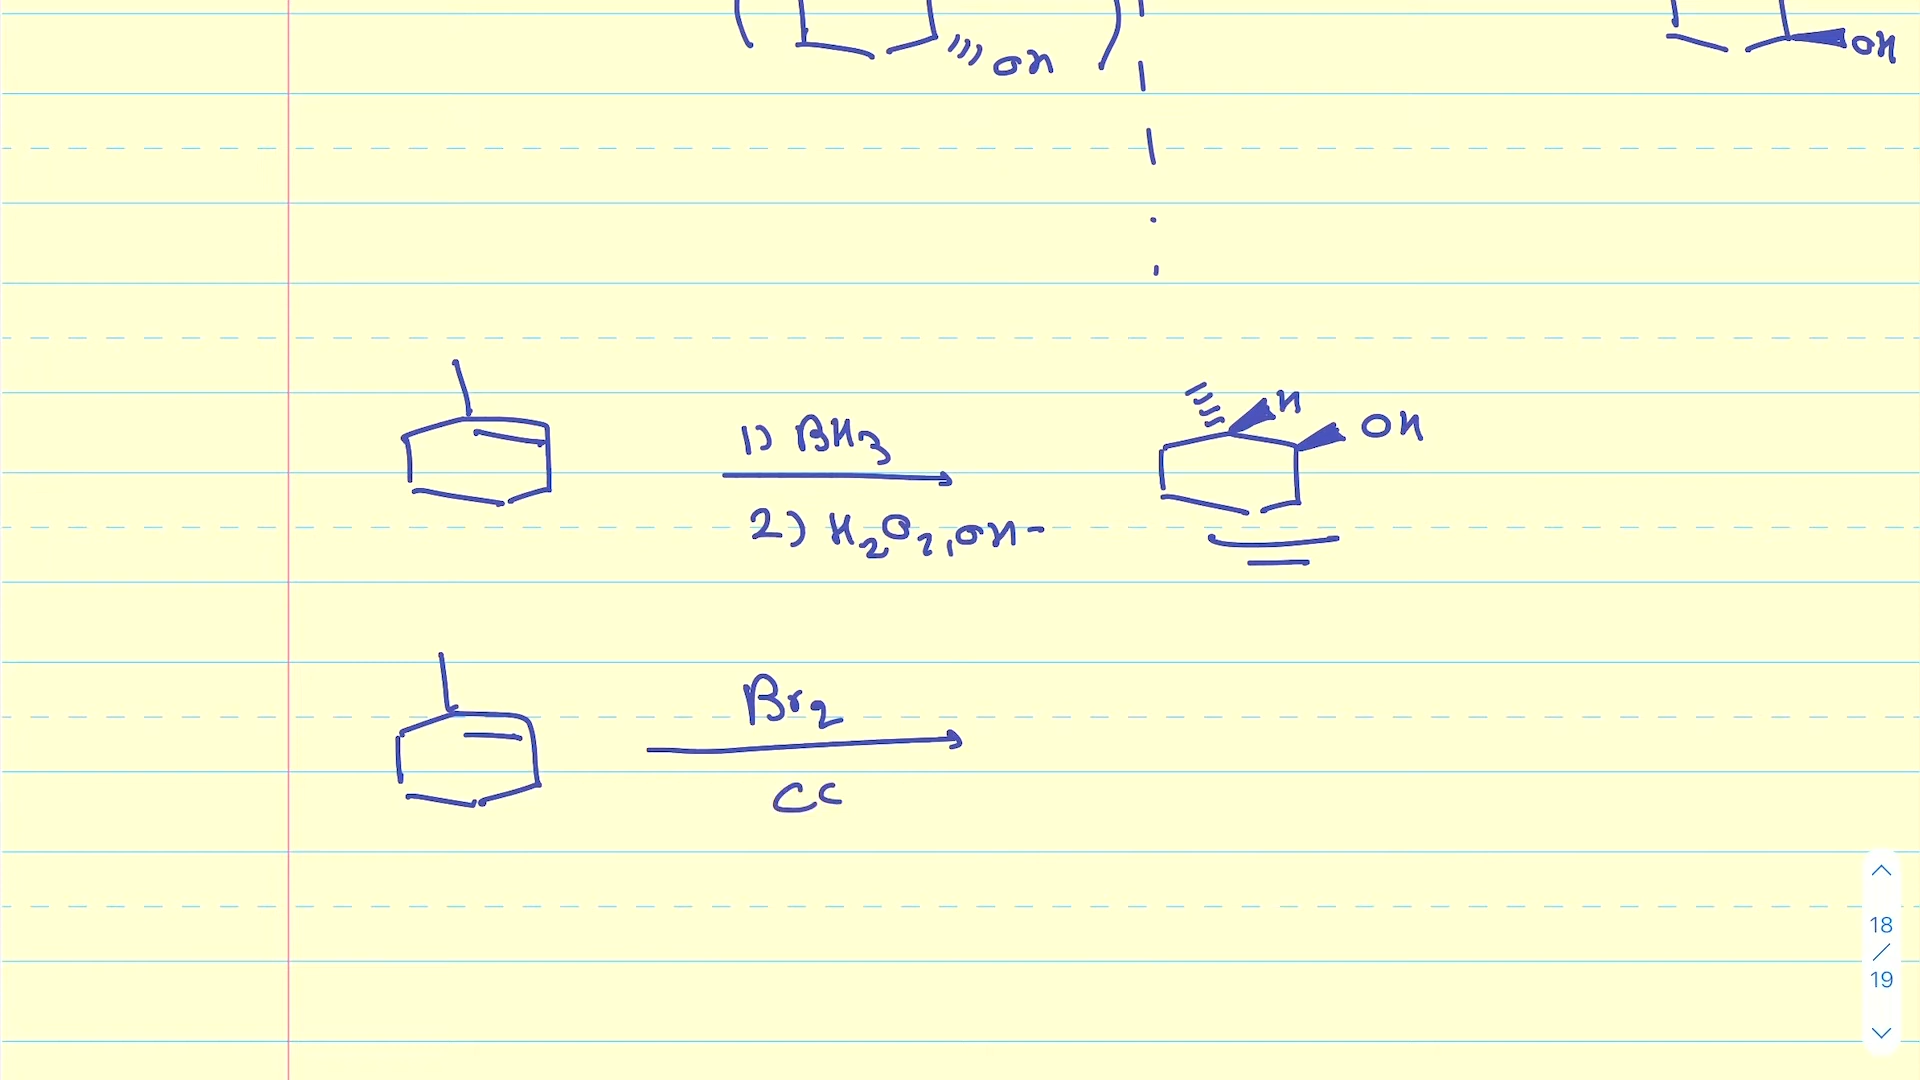 OH
OH
H
OH
1) BH3
2) H2O2, OH-
Br2
CC
18
/
19